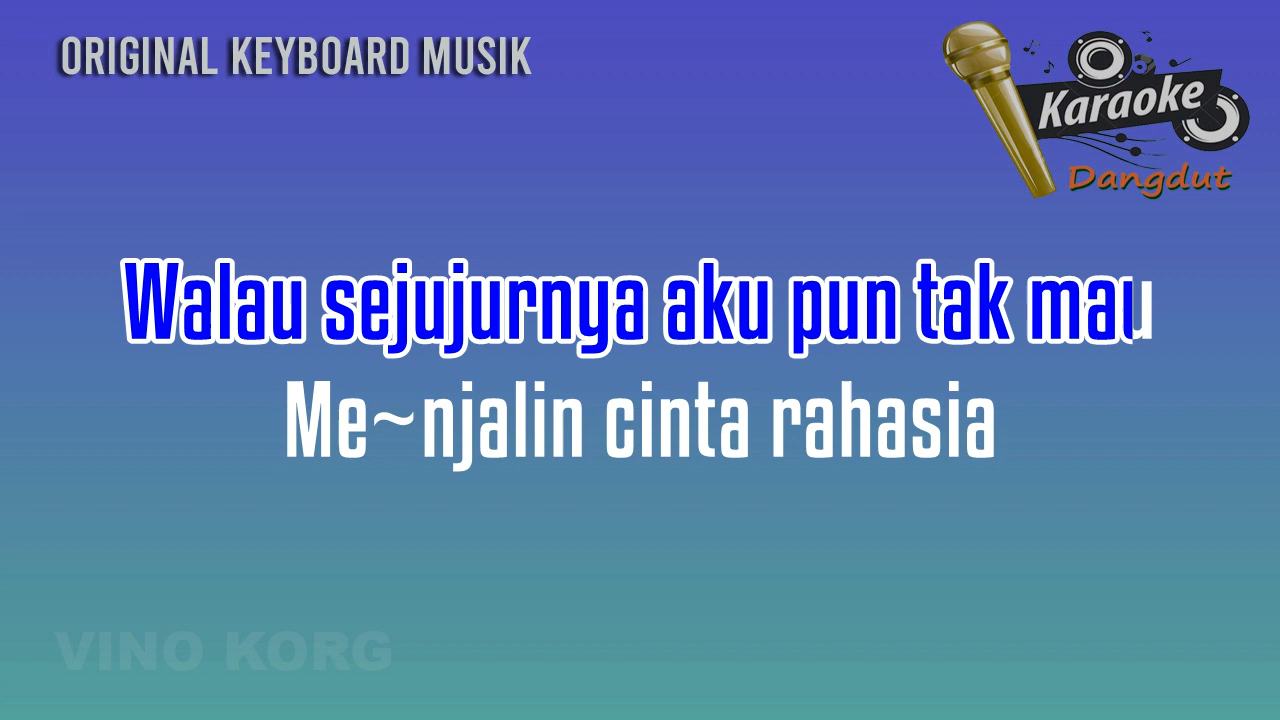 ORIGINAL KEYBOARD MUSIK
Karaoke
Dangdut
Walau sejujurnya aku pun tak mau
Me~njalin cinta rahasia
VINO KORG